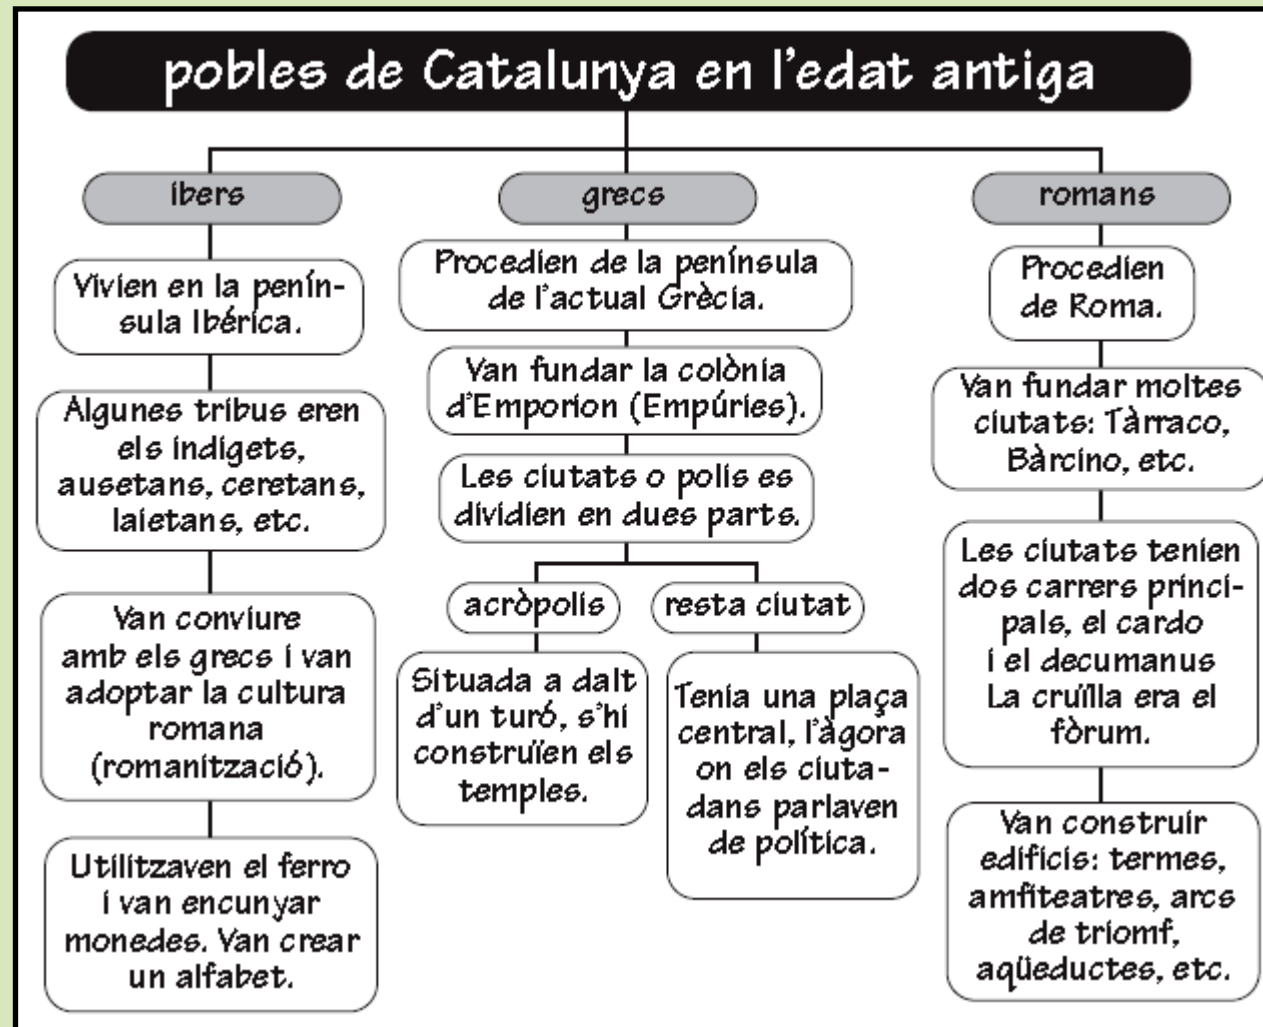 pobles de Catalunya en l'edat antiga
ibers
Vivien en la penín-
sula Ibérica.
Algunes tribus eren
els indigets,
ausetans, ceretans,
laietans, etc.
Van conviure
amb els grecs i van
adoptar la cultura
romana
(romanització).
Utilitzaven el ferro
i van encunyar
monedes. Van crear
un alfabet.
grecs
Procedien de la península
de l'actual Grècia.
Van fundar la colònia
d'Emporion (Empúries).
Les ciutats o polis es
dividien en dues parts.
acròpolis
Situada a dalt
d'un turó, s'hi
construïen els
temples.
resta ciutat
Tenia una plaça
central, l'àgora
on els ciuta-
dans parlaven
de política.
romans
Procedien
de Roma.
Van fundar moltes
ciutats: Tàrraco,
Bàrcino, etc.
Les ciutats tenien
dos carrers princi-
pals, el cardo
i el decumanus
La cruïlla era el
fòrum.
Van construir
edificis: termes,
amfiteatres, arcs
de triomf,
aqüeductes, etc.